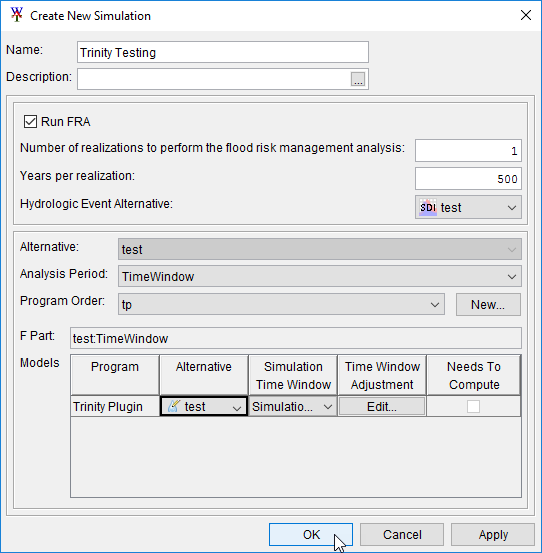 Create New Simulation
Name: Trinity Testing
Description: ...
Run FRA
Number of realizations to perform the flood risk management analysis: 1
Years per realization: 500
Hydrologic Event Alternative: SDI test
Alternative: test
Analysis Period: TimeWindow
Program Order: tp New...
F Part: test:TimeWindow
Models
Program Alternative Simulation Time Window Time Window Adjustment Needs To Compute
Trinity Plugin test Simulatio... Edit...
OK Cancel Apply